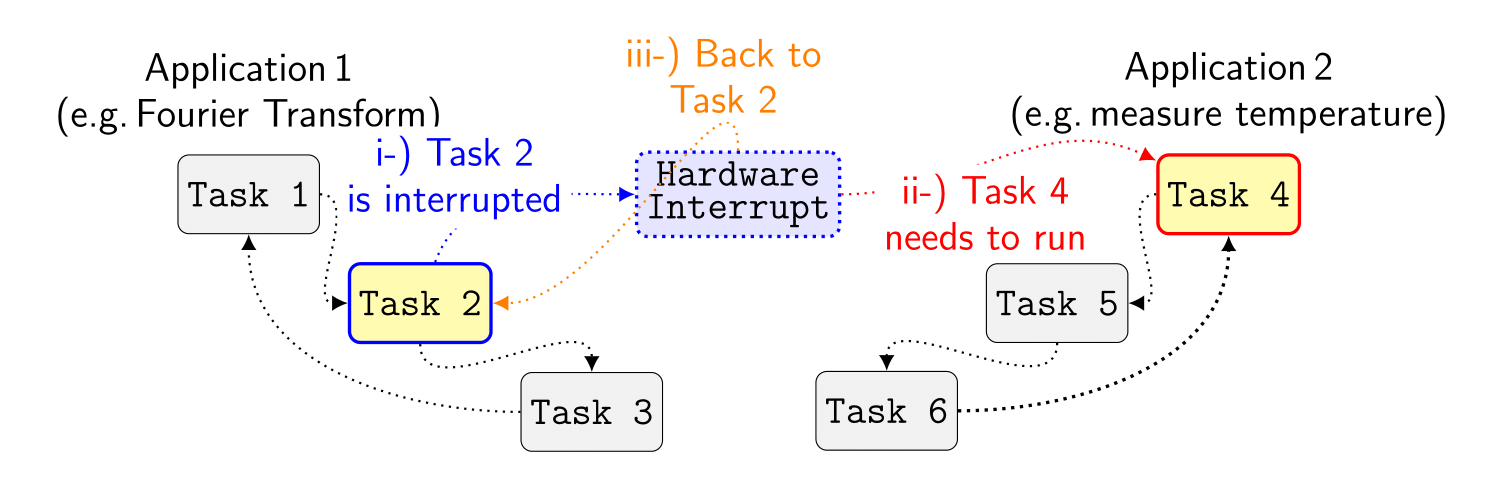 Application 1
(e.g. Fourier Transform)
iii-) Back to
Task 2
Application 2
(e.g. measure temperature)
Task 1
i-) Task 2
is interrupted
Hardware
Interrupt
ii-) Task 4
needs to run
Task 4
Task 2
Task 5
Task 3
Task 6